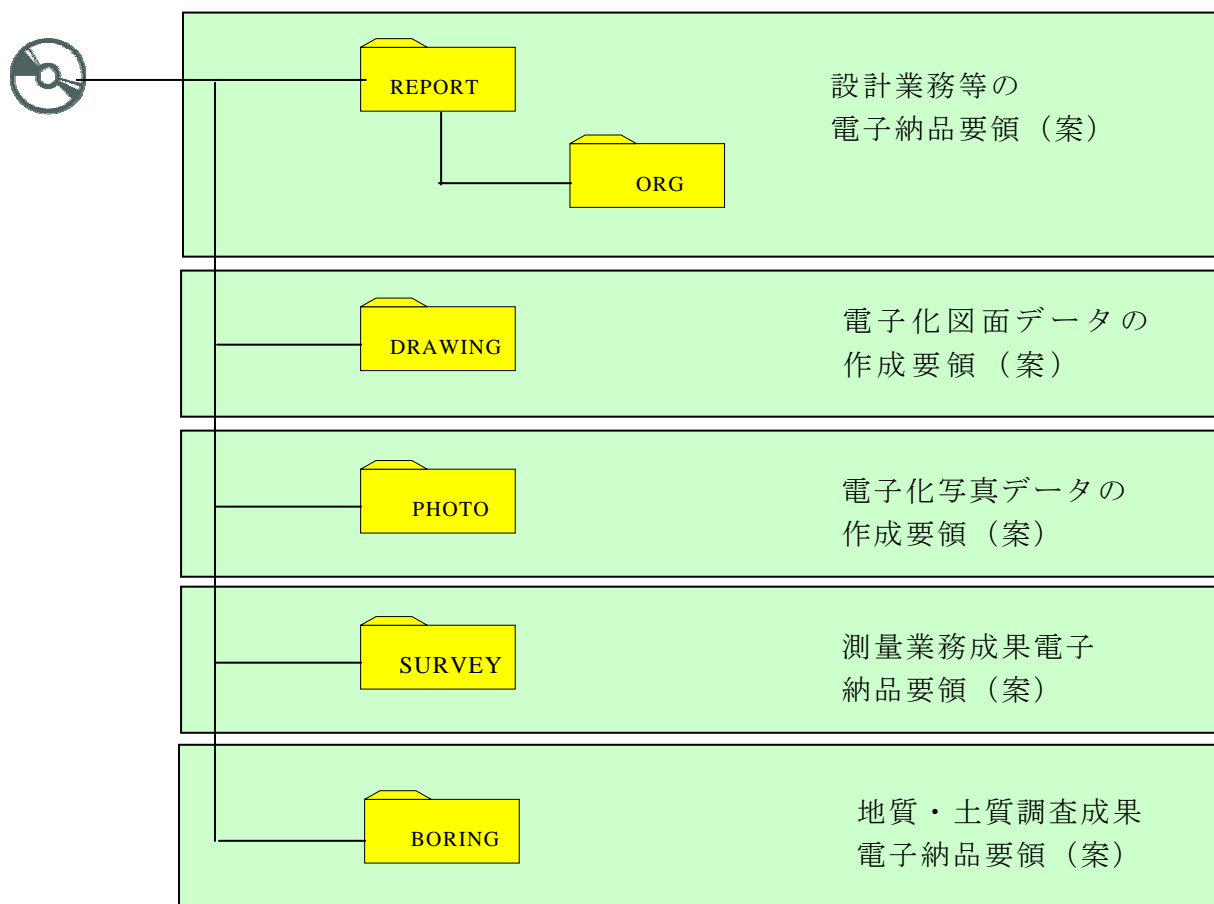 REPORT
設計業務等の
電子納品要領（案）
ORG
DRAWING
電子化図面データの
作成要領（案）
PHOTO
電子化写真データの
作成要領（案）
SURVEY
測量業務成果電子
納品要領（案）
BORING
地質・土質調査成果
電子納品要領（案）